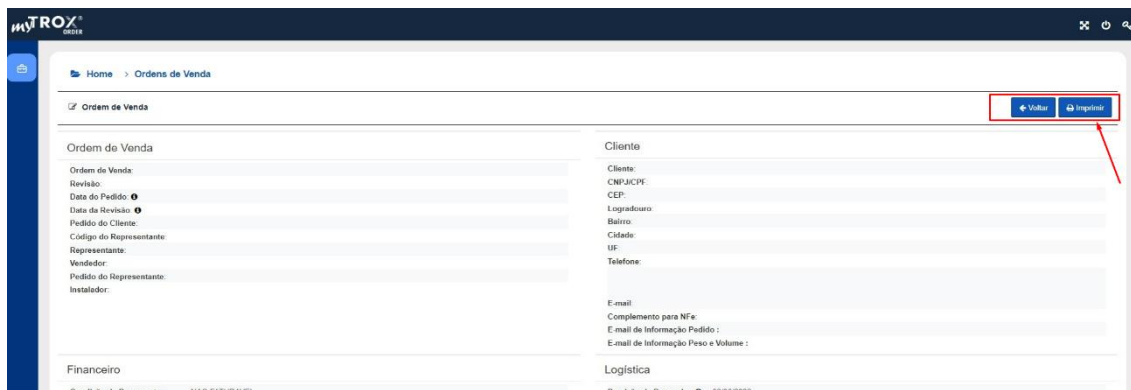 myTROX®
ORDER
Home > Ordens de Venda
Ordem de Venda
Voltar
Imprimir
Ordem de Venda
Ordem de Venda:
Revisão:
Data do Pedido:
Data da Revisão:
Pedido do Cliente:
Código do Representante:
Representante:
Vendedor:
Pedido do Representante:
Instalador:
Cliente
Cliente:
CNPJ/CPF:
CEP:
Logradouro:
Bairro:
Cidade:
UF:
Telefone:
E-mail:
Complemento para NFe:
E-mail de Informação Pedido :
E-mail de Informação Peso e Volume :
Financeiro
Logística